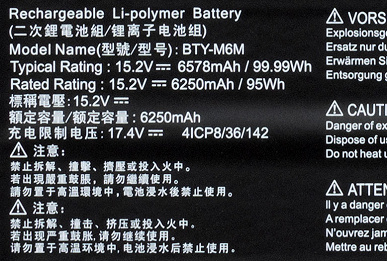 Rechargeable Li-polymer Battery
(二次鋰電池組/锂离子电池组)
Model Name(型號/型号) : BTY-M6M
Typical Rating : 15.2V⎓ 6578mAh / 99.99Wh
Rated Rating : 15.2V⎓ 6250mAh / 95Wh
標稱電壓:15.2V⎓
額定容量/额定容量 : 6250mAh
充电限制电压: 17.4V⎓ 4ICP8/36/142
⚠ 注意:
禁止拆解、撞擊、擠壓或投入火中。
若出現嚴重鼓脹,請勿繼續使用。
請勿置于高溫環境中,電池浸水後禁止使用。
⚠ 注意:
禁止拆解、撞击、挤压或投入火中。
若出现严重鼓胀,请勿继续使用。
请勿置于高温环境中,电池浸水后禁止使用。
⚠ VORS
Explosionsge
Ersatz nur du
Erwärmen Si
Entsorgung g
⚠ CAUTI
Danger of ex
Dispose of us
Do not heat u
⚠ ATTEN
Il y a danger
A remplacer
N'ouvrez jam
Mettre au reb